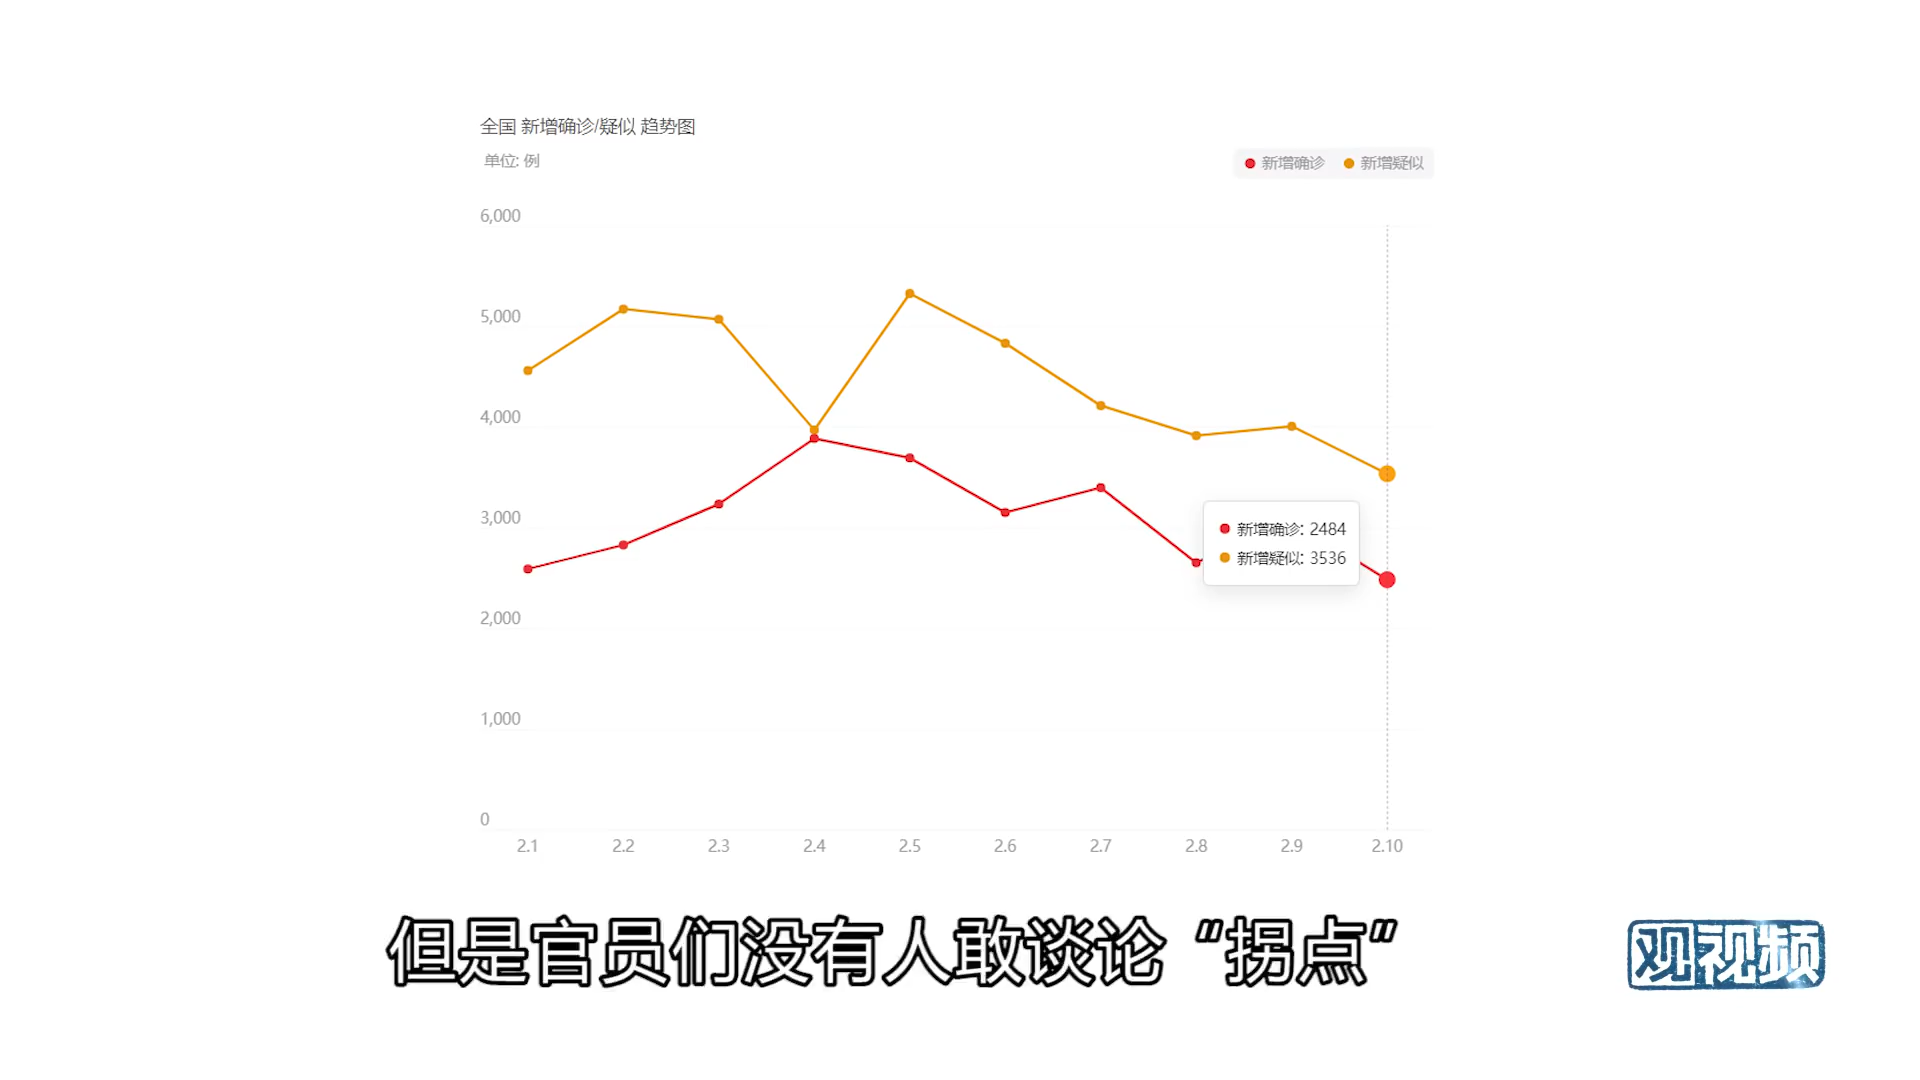 全国 新增确诊/疑似 趋势图
单位: 例
新增确诊 新增疑似
6,000
5,000
4,000
3,000
2,000
1,000
0
新增确诊: 2484
新增疑似: 3536
2.1 2.2 2.3 2.4 2.5 2.6 2.7 2.8 2.9 2.10
但是官员们没有人敢谈论“拐点”
观视频